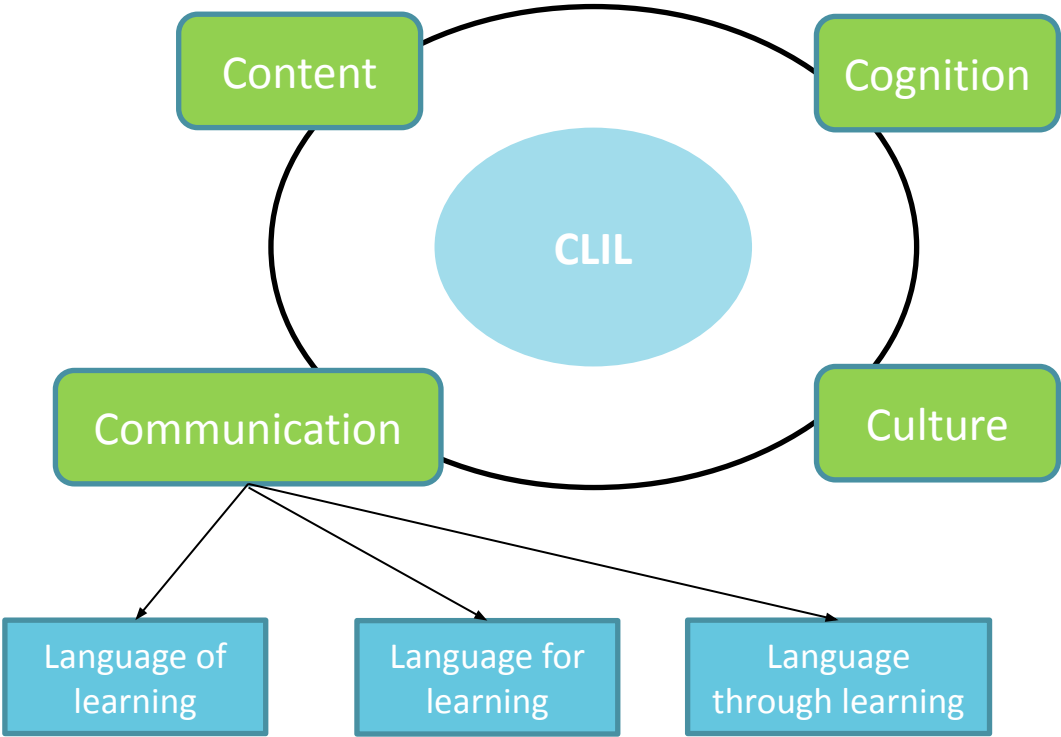 Content
Cognition
CLIL
Communication
Culture
Language of
learning
Language for
learning
Language
through learning